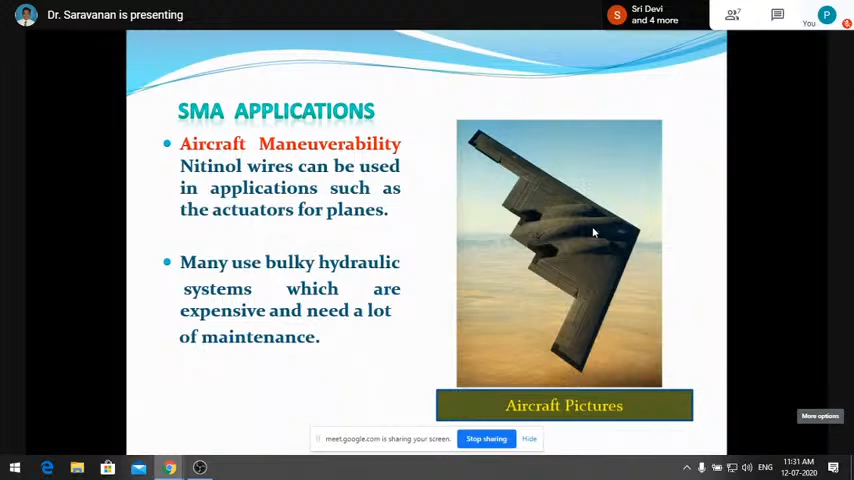 Dr. Saravanan is presenting
S
Sri Devi
and 4 more
7
You
P
SMA APPLICATIONS
Aircraft Maneuverability
Nitinol wires can be used
in applications such as
the actuators for planes.
Many use bulky hydraulic
systems which are
expensive and need a lot
of maintenance.
Aircraft Pictures
More options
meet.google.com is sharing your screen.
Stop sharing
Hide
ENG
11:31 AM
12-07-2020